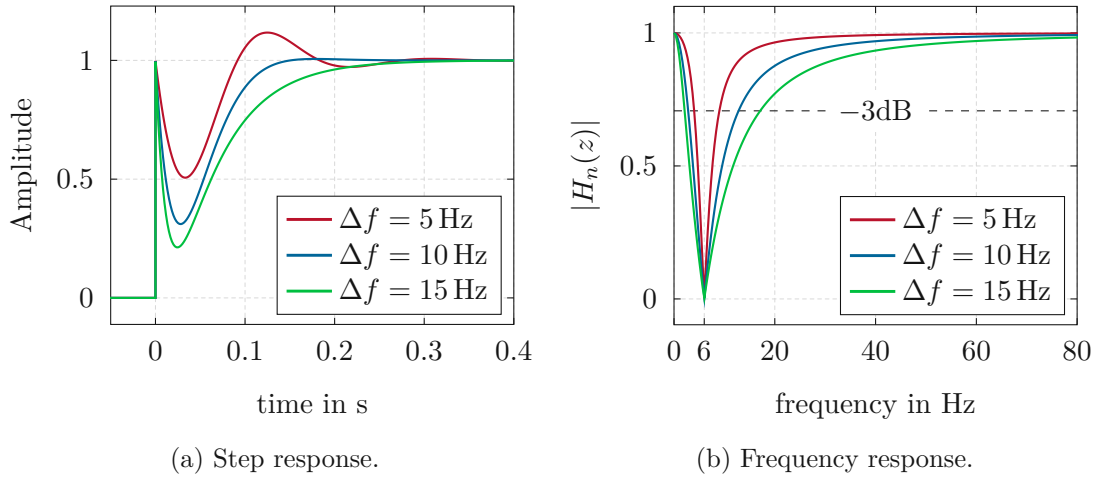 Amplitude
1
0.5
0
0 0.1 0.2 0.3 0.4
time in s
Δf = 5 Hz
Δf = 10 Hz
Δf = 15 Hz
(a) Step response.
|H_n(z)|
1
0.5
0
−3dB
0 6 20 40 60 80
frequency in Hz
Δf = 5 Hz
Δf = 10 Hz
Δf = 15 Hz
(b) Frequency response.